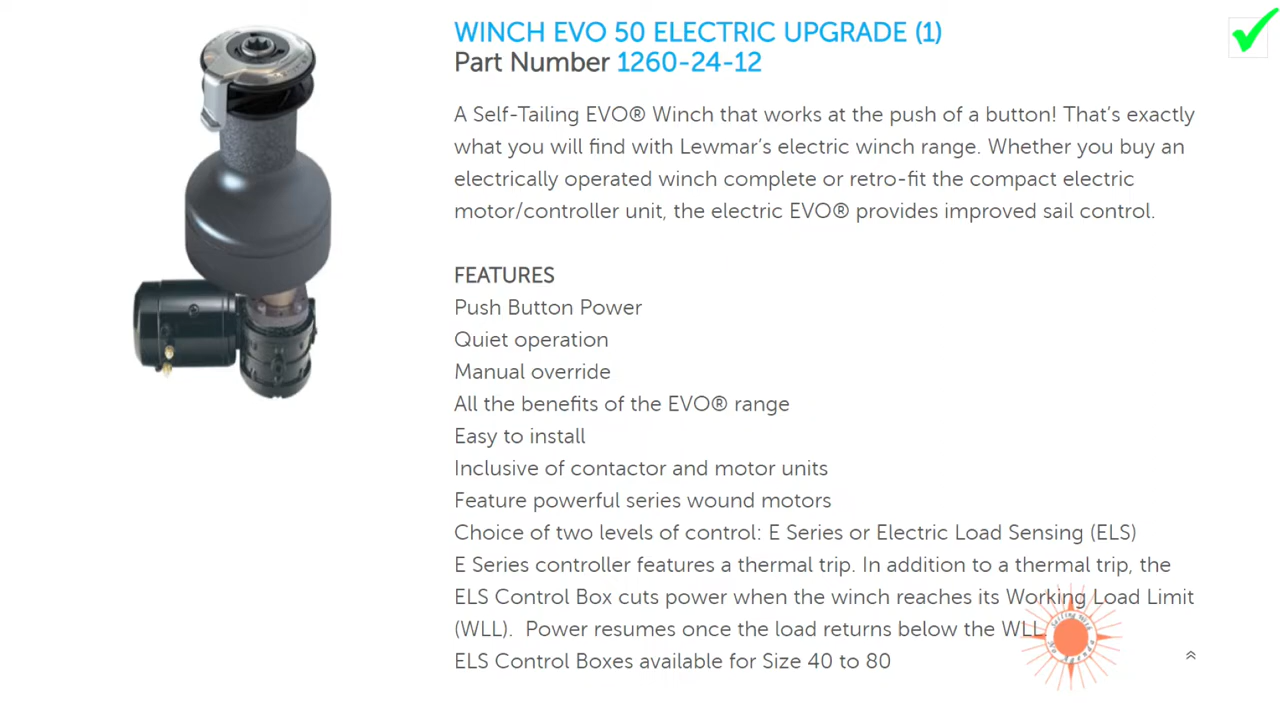 WINCH EVO 50 ELECTRIC UPGRADE (1)
Part Number 1260-24-12
A Self-Tailing EVO® Winch that works at the push of a button! That's exactly
what you will find with Lewmar's electric winch range. Whether you buy an
electrically operated winch complete or retro-fit the compact electric
motor/controller unit, the electric EVO® provides improved sail control.
FEATURES
Push Button Power
Quiet operation
Manual override
All the benefits of the EVO® range
Easy to install
Inclusive of contactor and motor units
Feature powerful series wound motors
Choice of two levels of control: E Series or Electric Load Sensing (ELS)
E Series controller features a thermal trip. In addition to a thermal trip, the
ELS Control Box cuts power when the winch reaches its Working Load Limit
(WLL).  Power resumes once the load returns below the WLL.
ELS Control Boxes available for Size 40 to 80
Sailing with
No Agenda